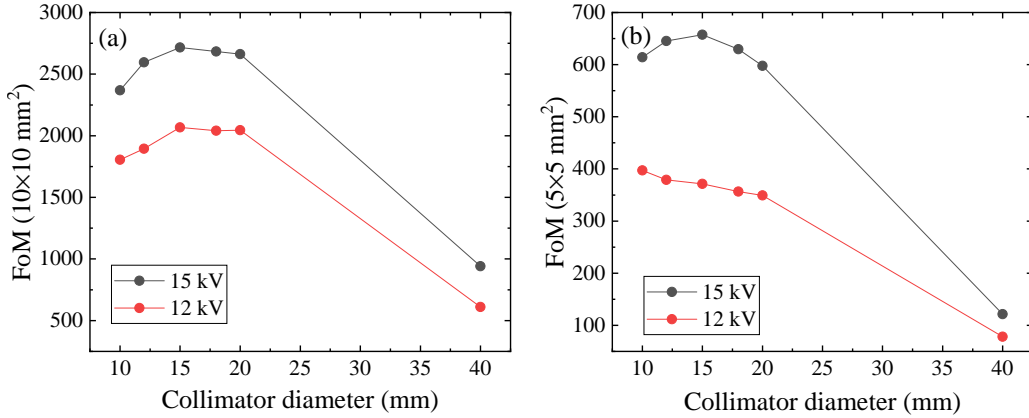 (a)
FoM (10×10 mm²)
3000
2500
2000
1500
1000
500
15 kV
12 kV
10 15 20 25 30 35 40
Collimator diameter (mm)
(b)
FoM (5×5 mm²)
700
600
500
400
300
200
100
15 kV
12 kV
10 15 20 25 30 35 40
Collimator diameter (mm)